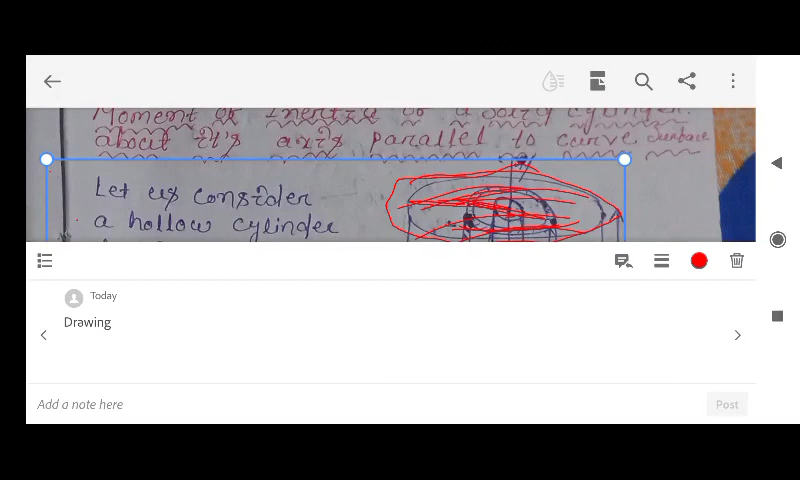 Moment of Inertia of a solid cylinder
about it's axis parallel to curve surface
Let us consider
a hollow cylinder
Today
Drawing
Add a note here
Post